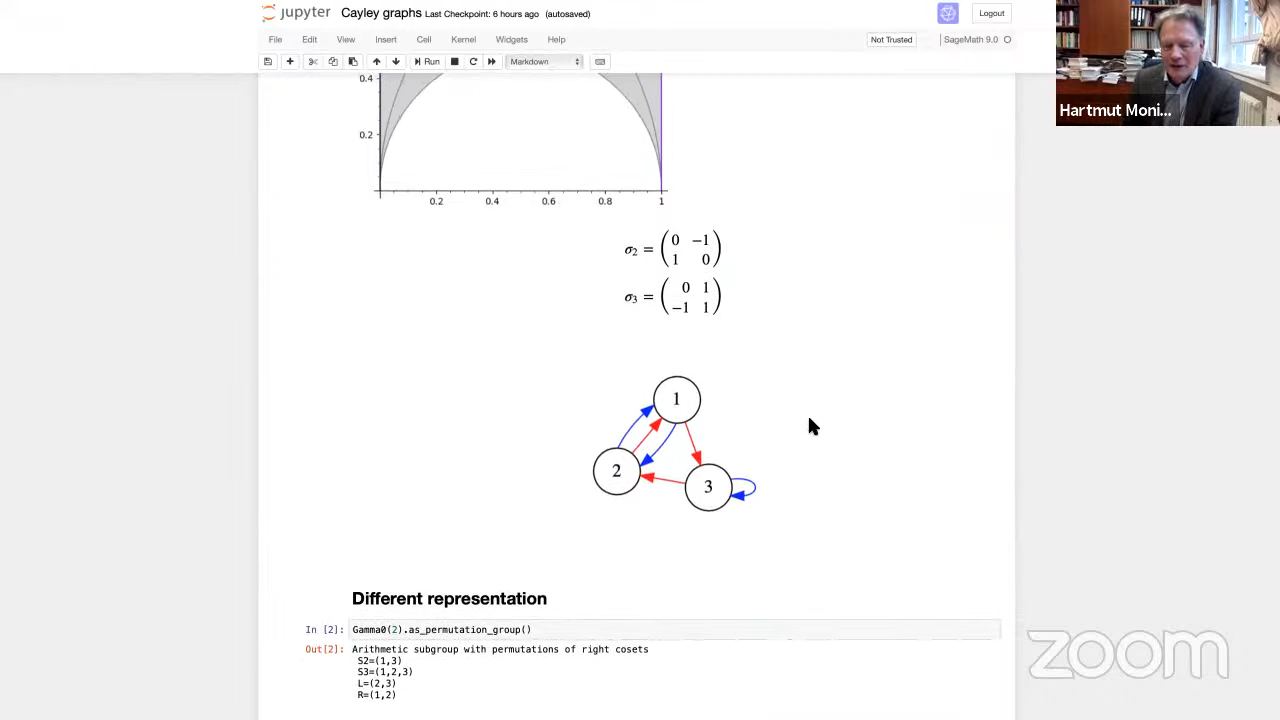 jupyter Cayley graphs Last Checkpoint: 6 hours ago (autosaved)
Logout
File Edit View Insert Cell Kernel Widgets Help
Not Trusted
SageMath 9.0
Run
Markdown
0.4
0.2
0.2 0.4 0.6 0.8 1
σ2 = (0 −1
1 0)
σ3 = (0 1
−1 1)
1
2
3
Different representation
In [2]: Gamma0(2).as_permutation_group()
Out[2]: Arithmetic subgroup with permutations of right cosets
S2=(1,3)
S3=(1,2,3)
L=(2,3)
R=(1,2)
Hartmut Moni...
zoom